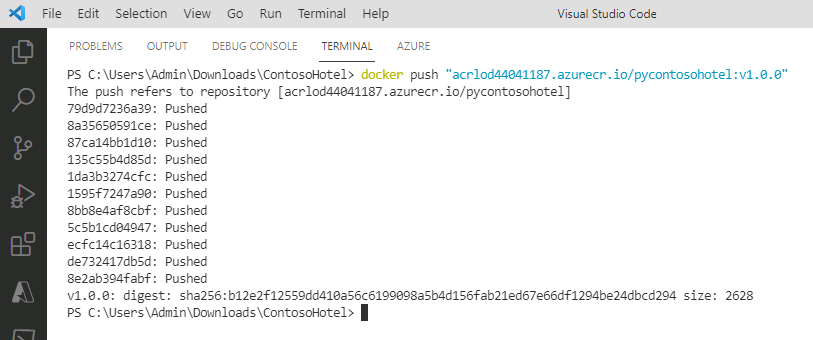 File Edit Selection View Go Run Terminal Help Visual Studio Code
PROBLEMS OUTPUT DEBUG CONSOLE TERMINAL AZURE
PS C:\Users\Admin\Downloads\ContosoHotel> docker push "acrlod44041187.azurecr.io/pycontosohotel:v1.0.0"
The push refers to repository [acrlod44041187.azurecr.io/pycontosohotel]
79d9d7236a39: Pushed
8a35650591ce: Pushed
87ca14bb1d10: Pushed
135c55b4d85d: Pushed
1da3b3274cfc: Pushed
1595f7247a90: Pushed
8bb8e4af8cbf: Pushed
5c5b1cd04947: Pushed
ecfc14c16318: Pushed
de732417db5d: Pushed
8e2ab394fabf: Pushed
v1.0.0: digest: sha256:b12e2f12559dd410a56c6199098a5b4d156fab21ed67e66df1294be24dbcd294 size: 2628
PS C:\Users\Admin\Downloads\ContosoHotel>